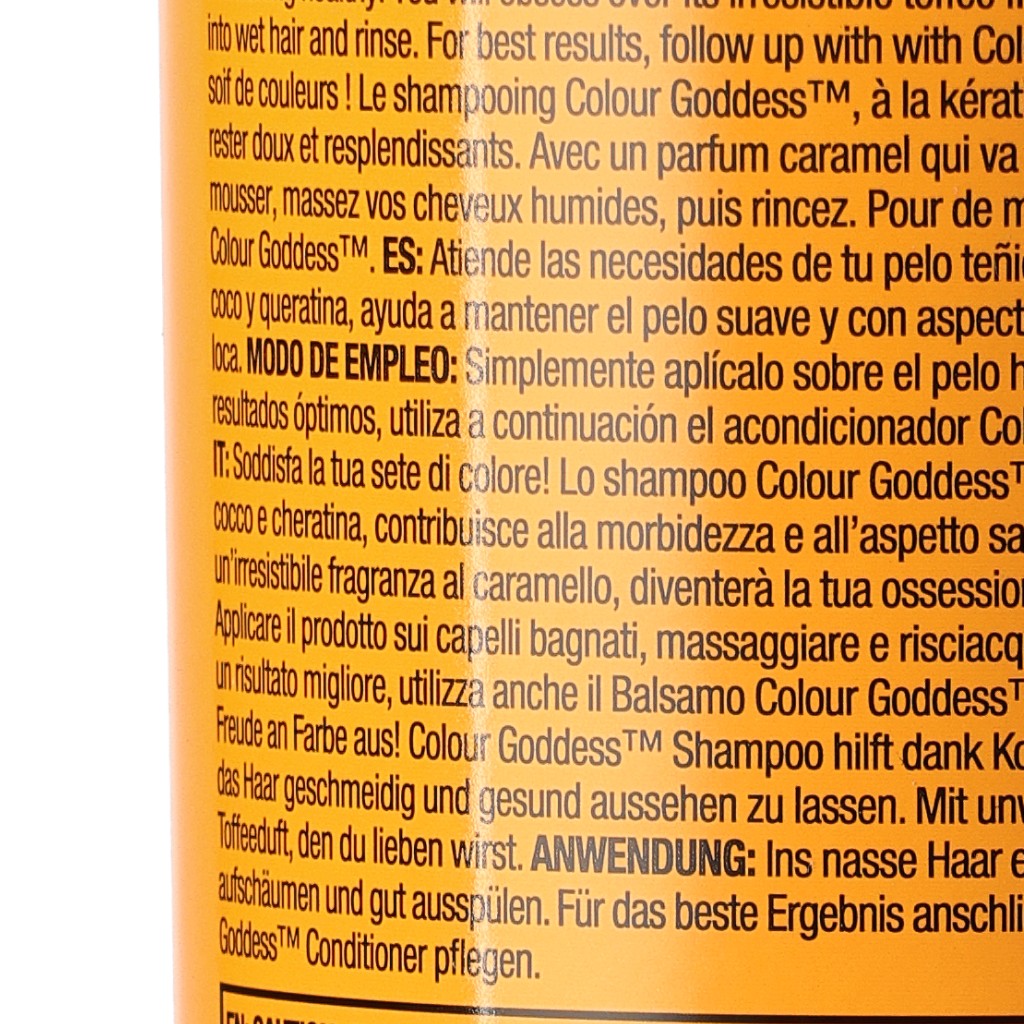 into wet hair and rinse. For best results, follow up with with Col
soif de couleurs ! Le shampooing Colour Goddess™, à la kérat
rester doux et resplendissants. Avec un parfum caramel qui va
mousser, massez vos cheveux humides, puis rincez. Pour de m
Colour Goddess™. ES: Atiende las necesidades de tu pelo teñi
coco y queratina, ayuda a mantener el pelo suave y con aspect
loca. MODO DE EMPLEO: Simplemente aplícalo sobre el pelo h
resultados óptimos, utiliza a continuación el acondicionador Co
IT: Soddisfa la tua sete di colore! Lo shampoo Colour Goddess™
cocco e cheratina, contribuisce alla morbidezza e all'aspetto sa
un'irresistibile fragranza al caramello, diventerà la tua ossession
Applicare il prodotto sui capelli bagnati, massaggiare e risciacq
un risultato migliore, utilizza anche il Balsamo Colour Goddess™
Freude an Farbe aus! Colour Goddess™ Shampoo hilft dank Ko
das Haar geschmeidig und gesund aussehen zu lassen. Mit unv
Toffeeduft, den du lieben wirst. ANWENDUNG: Ins nasse Haar e
aufschäumen und gut ausspülen. Für das beste Ergebnis anschli
Goddess™ Conditioner pflegen.